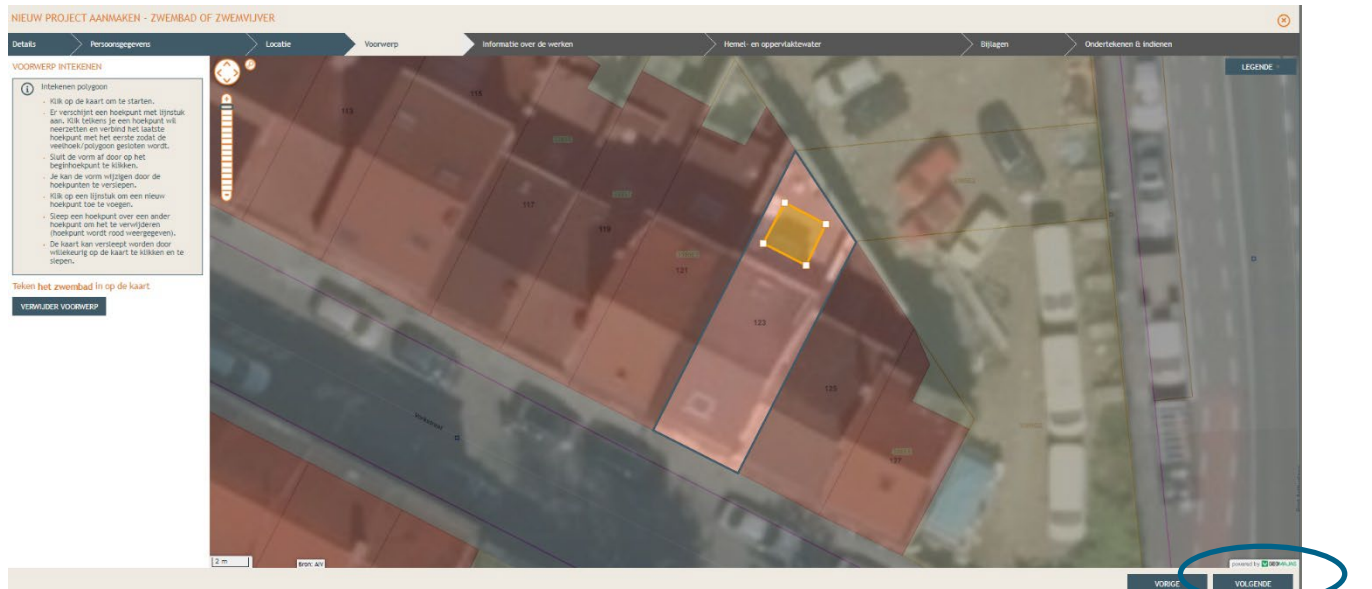 NIEUW PROJECT AANMAKEN - ZWEMBAD OF ZWEMVIJVER
Details
Persoonsgegevens
Locatie
Voorwerp
Informatie over de werken
Hemel- en oppervlaktewater
Bijlagen
Ondertekenen & indienen
VOORWERP INTEKENEN
LEGENDE
Intekenen polygoon
- Klik op de kaart om te starten.
- Er verschijnt een hoekpunt met lijnstuk
aan. Klik telkens je een hoekpunt wil
neerzetten en verbind het laatste
hoekpunt met het eerste zodat de
veelhoek/polygoon gesloten wordt.
- Sluit de vorm af door op het
beginhoekpunt te klikken.
- Je kan de vorm wijzigen door de
hoekpunten te verslepen.
- Klik op een lijnstuk om een nieuw
hoekpunt toe te voegen.
- Sleep een hoekpunt over een ander
hoekpunt om het te verwijderen
(hoekpunt wordt rood weergegeven).
- De kaart kan versleept worden door
willekeurig op de kaart te klikken en te
slepen.
Teken het zwembad in op de kaart
VERWIJDER VOORWERP
115
113
117
119
121
123
125
127
2 m
Bron: AIV
powered by
VORIGE
VOLGENDE